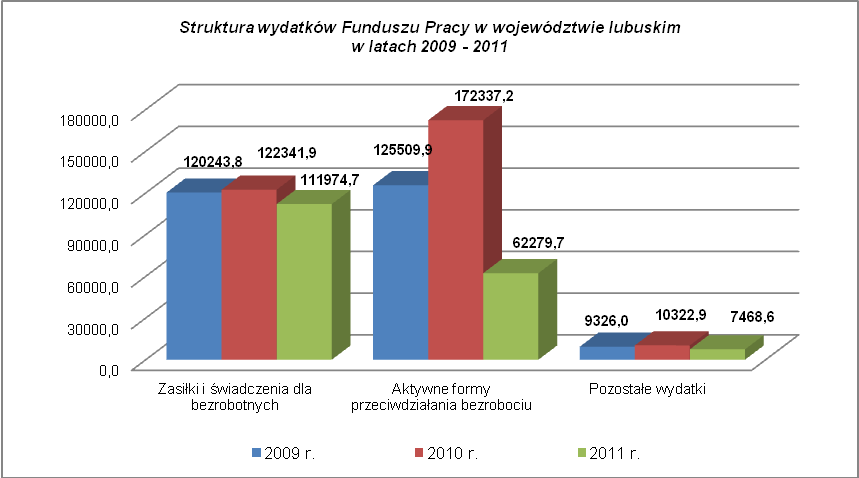 Struktura wydatków Funduszu Pracy w województwie lubuskim
w latach 2009 - 2011
180000,0
150000,0
120000,0
90000,0
60000,0
30000,0
0,0
120243,8
122341,9
111974,7
125509,9
172337,2
62279,7
9326,0
10322,9
7468,6
Zasiłki i świadczenia dla
bezrobotnych
Aktywne formy
przeciwdziałania bezrobociu
Pozostałe wydatki
2009 r.
2010 r.
2011 r.